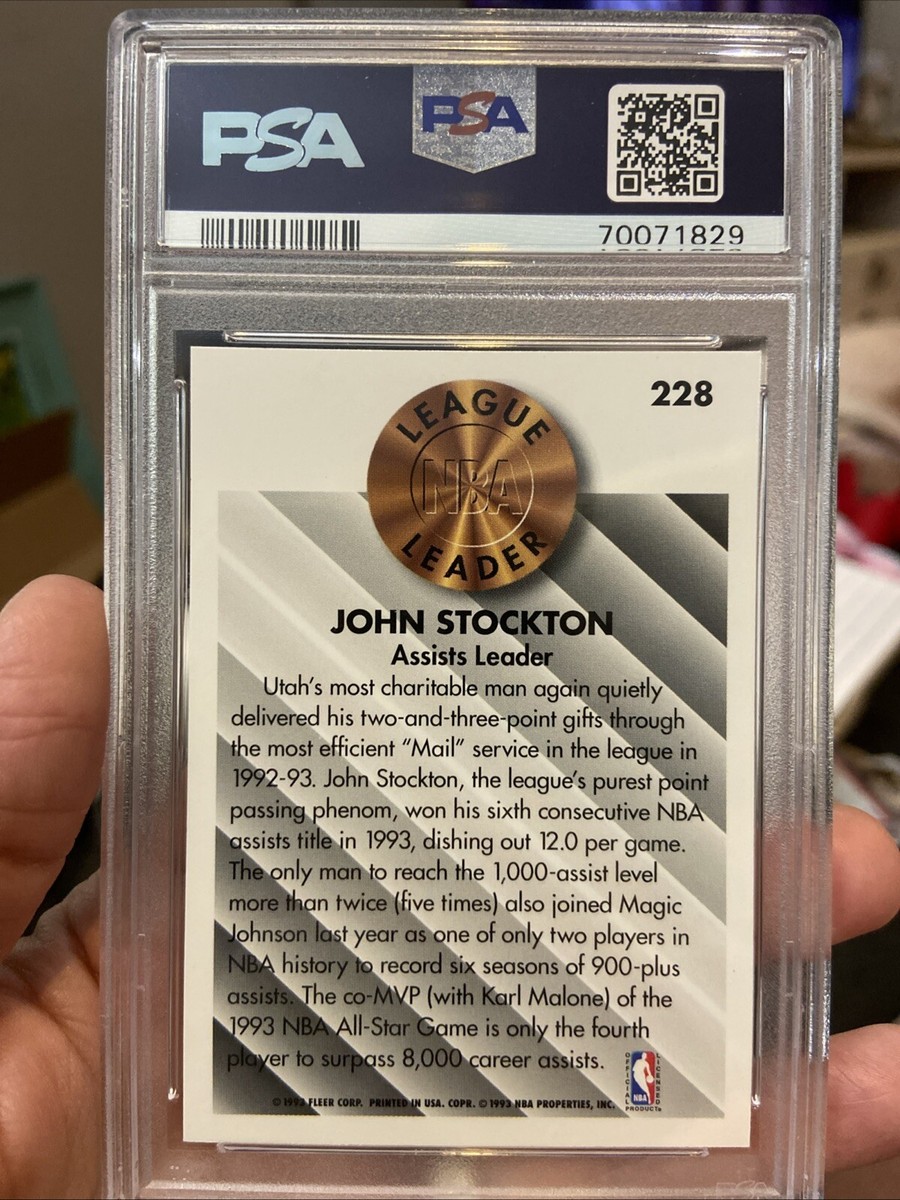 PSA
PSA
70071829
228
LEAGUE
NBA
LEADER
JOHN STOCKTON
Assists Leader
Utah's most charitable man again quietly
delivered his two-and-three-point gifts through
the most efficient "Mail" service in the league in
1992-93. John Stockton, the league's purest point
passing phenom, won his sixth consecutive NBA
assists title in 1993, dishing out 12.0 per game.
The only man to reach the 1,000-assist level
more than twice (five times) also joined Magic
Johnson last year as one of only two players in
NBA history to record six seasons of 900-plus
assists. The co-MVP (with Karl Malone) of the
1993 NBA All-Star Game is only the fourth
player to surpass 8,000 career assists.
OFFICIAL
LICENSED
NBA
PRODUCT
© 1993 FLEER CORP. PRINTED IN USA. COPR. © 1993 NBA PROPERTIES, INC.